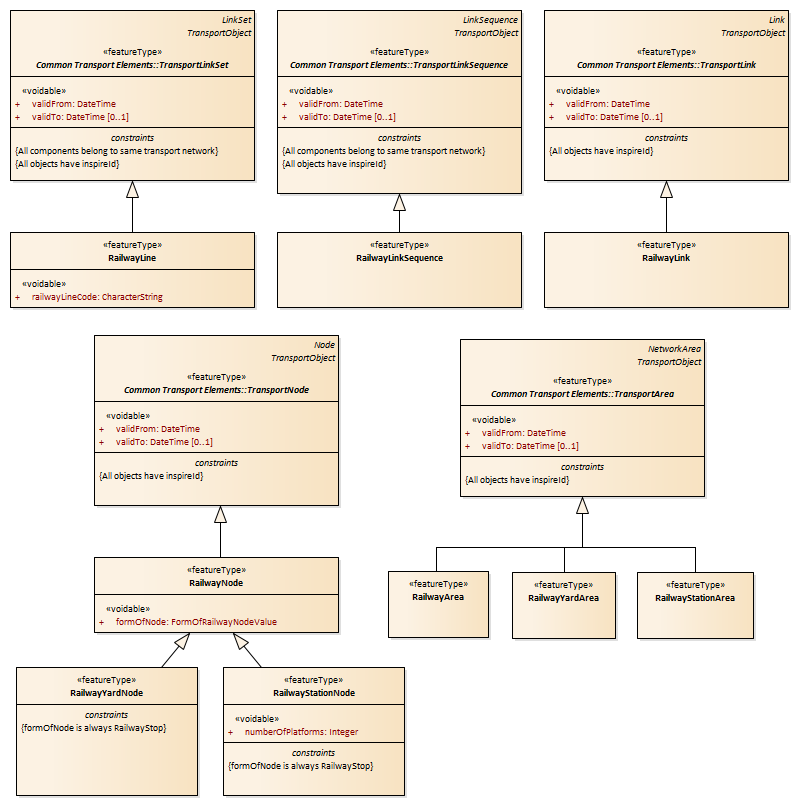 LinkSet
TransportObject
«featureType»
Common Transport Elements::TransportLinkSet
«voidable»
+ validFrom: DateTime
+ validTo: DateTime [0..1]
constraints
{All components belong to same transport network}
{All objects have inspireId}
LinkSequence
TransportObject
«featureType»
Common Transport Elements::TransportLinkSequence
«voidable»
+ validFrom: DateTime
+ validTo: DateTime [0..1]
constraints
{All components belong to same transport network}
{All objects have inspireId}
Link
TransportObject
«featureType»
Common Transport Elements::TransportLink
«voidable»
+ validFrom: DateTime
+ validTo: DateTime [0..1]
constraints
{All objects have inspireId}
«featureType»
RailwayLine
«voidable»
+ railwayLineCode: CharacterString
«featureType»
RailwayLinkSequence
«featureType»
RailwayLink
Node
TransportObject
«featureType»
Common Transport Elements::TransportNode
«voidable»
+ validFrom: DateTime
+ validTo: DateTime [0..1]
constraints
{All objects have inspireId}
NetworkArea
TransportObject
«featureType»
Common Transport Elements::TransportArea
«voidable»
+ validFrom: DateTime
+ validTo: DateTime [0..1]
constraints
{All objects have inspireId}
«featureType»
RailwayNode
«voidable»
+ formOfNode: FormOfRailwayNodeValue
«featureType»
RailwayArea
«featureType»
RailwayYardArea
«featureType»
RailwayStationArea
«featureType»
RailwayYardNode
constraints
{formOfNode is always RailwayStop}
«featureType»
RailwayStationNode
«voidable»
+ numberOfPlatforms: Integer
constraints
{formOfNode is always RailwayStop}